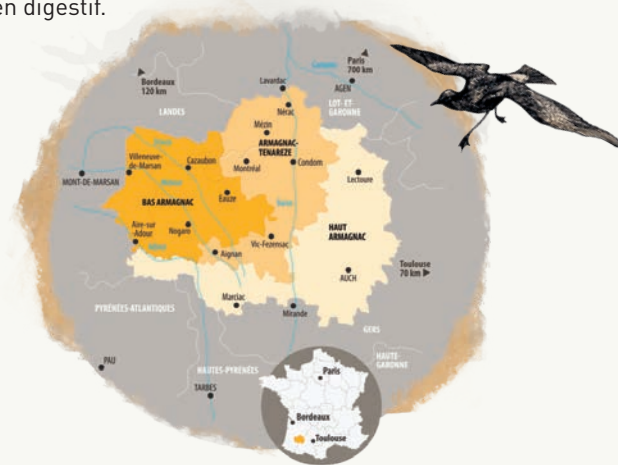 en digestif.
Bordeaux
120 km
Paris
700 km
Lavardac
Garonne
AGEN
LANDES
Nérac
LOT-ET-
GARONNE
Mézin
ARMAGNAC-
TENAREZE
Villeneuve-
de-Marsan
Cazaubon
Montréal
Condom
MONT-DE-MARSAN
Lectoure
Eauze
BAS ARMAGNAC
Aire-sur
-Adour
Nogaro
HAUT
ARMAGNAC
Vic-Fezensac
Aignan
Toulouse
70 km
AUCH
Marciac
Mirande
PYRÉNÉES-ATLANTIQUES
GERS
HAUTE-
GARONNE
PAU
HAUTES-PYRÉNÉES
TARBES
Paris
Bordeaux
Toulouse